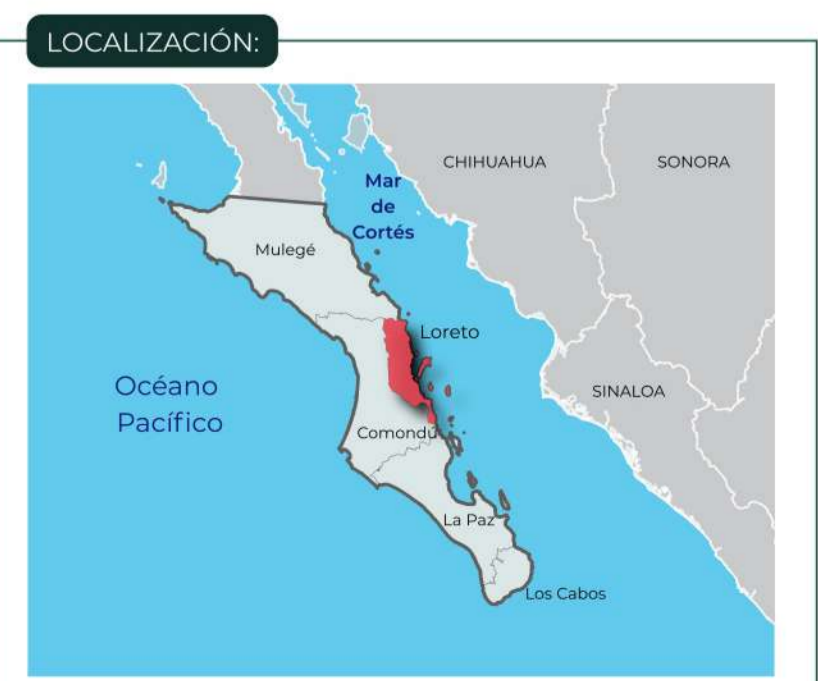 LOCALIZACIÓN:
CHIHUAHUA
SONORA
Mar
de
Cortés
Mulegé
Loreto
Océano
Pacífico
SINALOA
Comondú
La Paz
Los Cabos